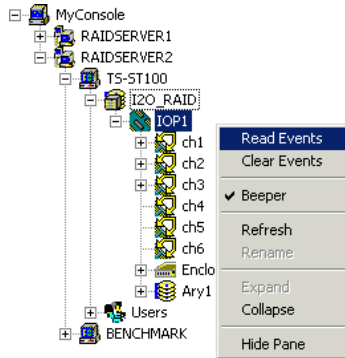 MyConsole
RAIDSERVER1
RAIDSERVER2
TS-ST100
I2O_RAID
IOP1
ch1
ch2
ch3
ch4
ch5
ch6
Enclo
Ary1
Users
BENCHMARK
Read Events
Clear Events
Beeper
Refresh
Rename
Expand
Collapse
Hide Pane